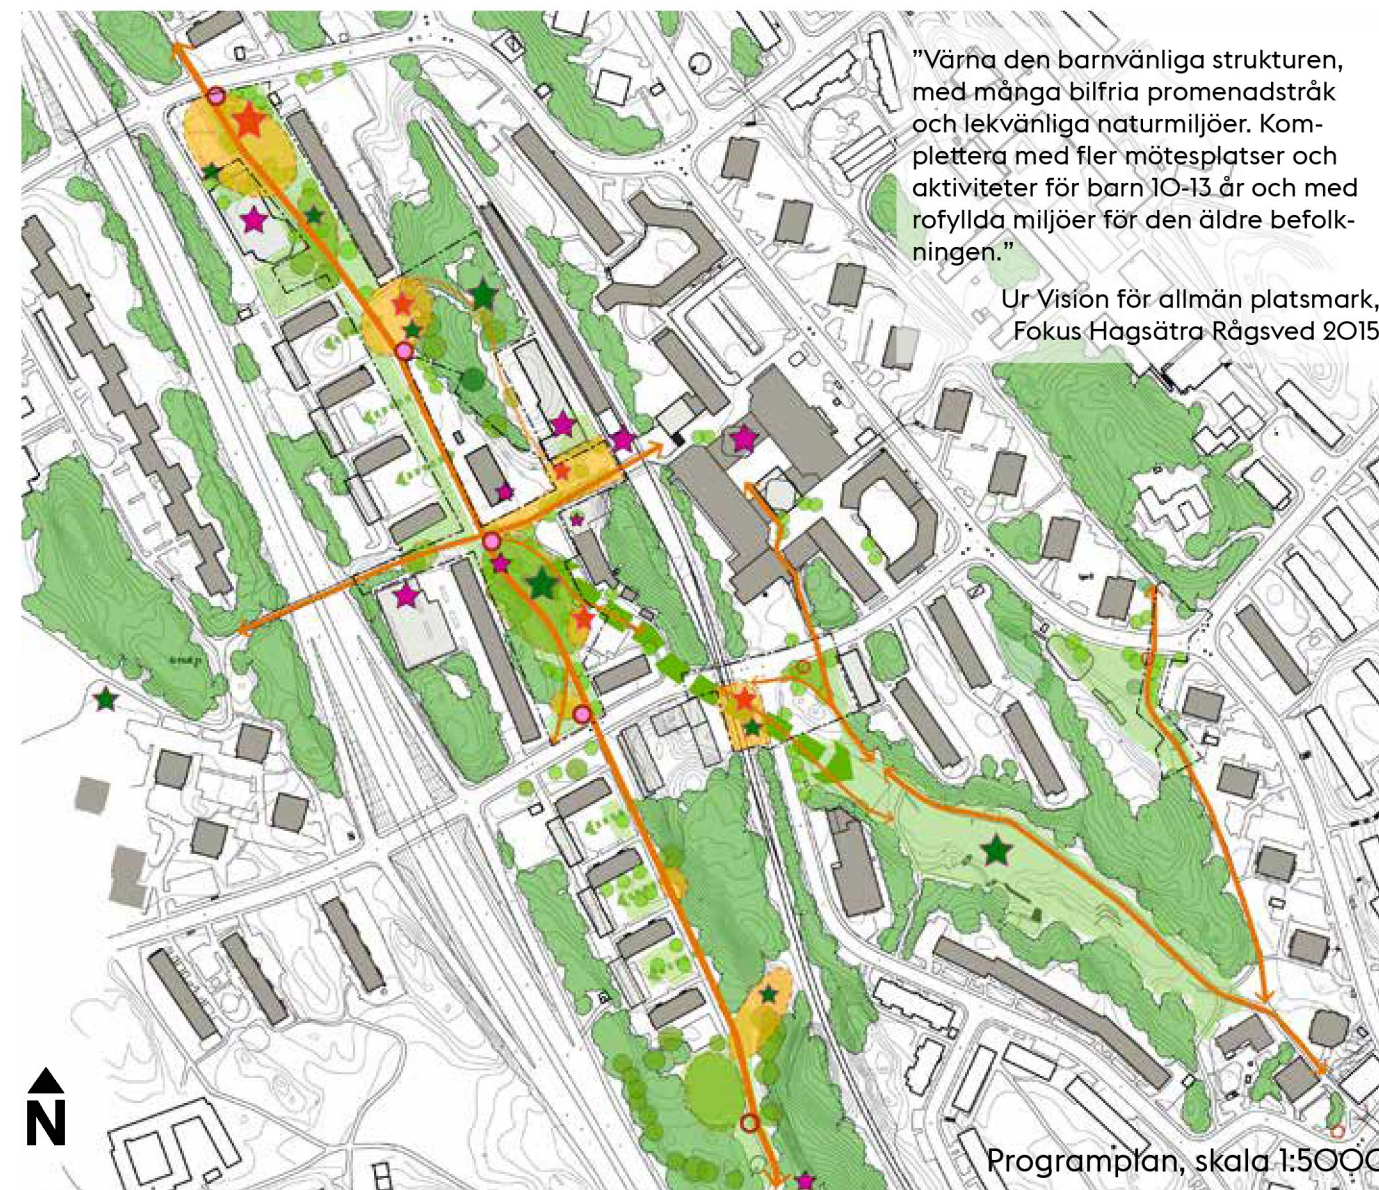 ”Värna den barnvänliga strukturen,
med många bilfria promenadstråk
och lekvänliga naturmiljöer. Kom-
plettera med fler mötesplatser och
aktiviteter för barn 10-13 år och med
rofyllda miljöer för den äldre befolk-
ningen.”
Ur Vision för allmän platsmark,
Fokus Hagsätra Rågsved 2015
N
Programplan, skala 1:5000